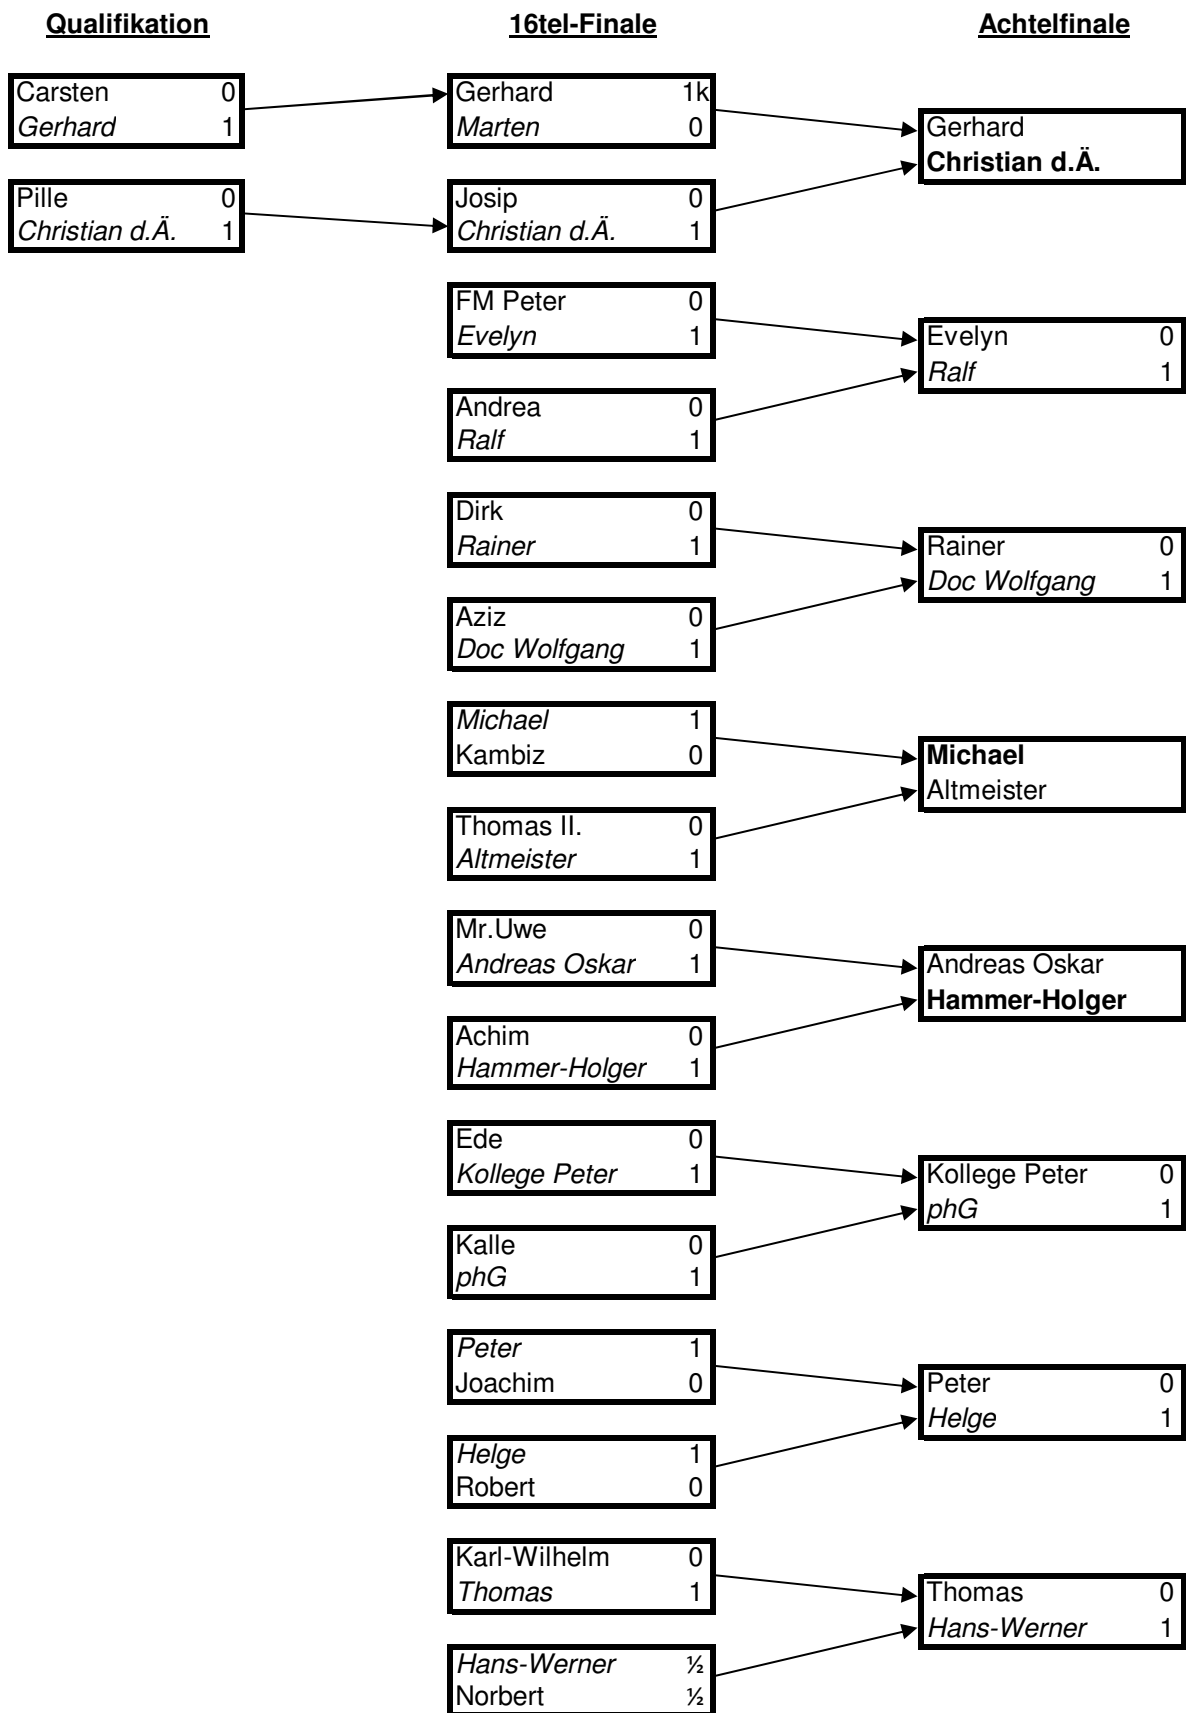 Qualifikation
16tel-Finale
Achtelfinale
Carsten 0
Gerhard 1
Pille 0
Christian d.Ä. 1
Gerhard 1k
Marten 0
Josip 0
Christian d.Ä. 1
FM Peter 0
Evelyn 1
Andrea 0
Ralf 1
Dirk 0
Rainer 1
Aziz 0
Doc Wolfgang 1
Michael 1
Kambiz 0
Thomas II. 0
Altmeister 1
Mr.Uwe 0
Andreas Oskar 1
Achim 0
Hammer-Holger 1
Ede 0
Kollege Peter 1
Kalle 0
phG 1
Peter 1
Joachim 0
Helge 1
Robert 0
Karl-Wilhelm 0
Thomas 1
Hans-Werner ½
Norbert ½
Gerhard
Christian d.Ä.
Evelyn 0
Ralf 1
Rainer 0
Doc Wolfgang 1
Michael
Altmeister
Andreas Oskar
Hammer-Holger
Kollege Peter 0
phG 1
Peter 0
Helge 1
Thomas 0
Hans-Werner 1